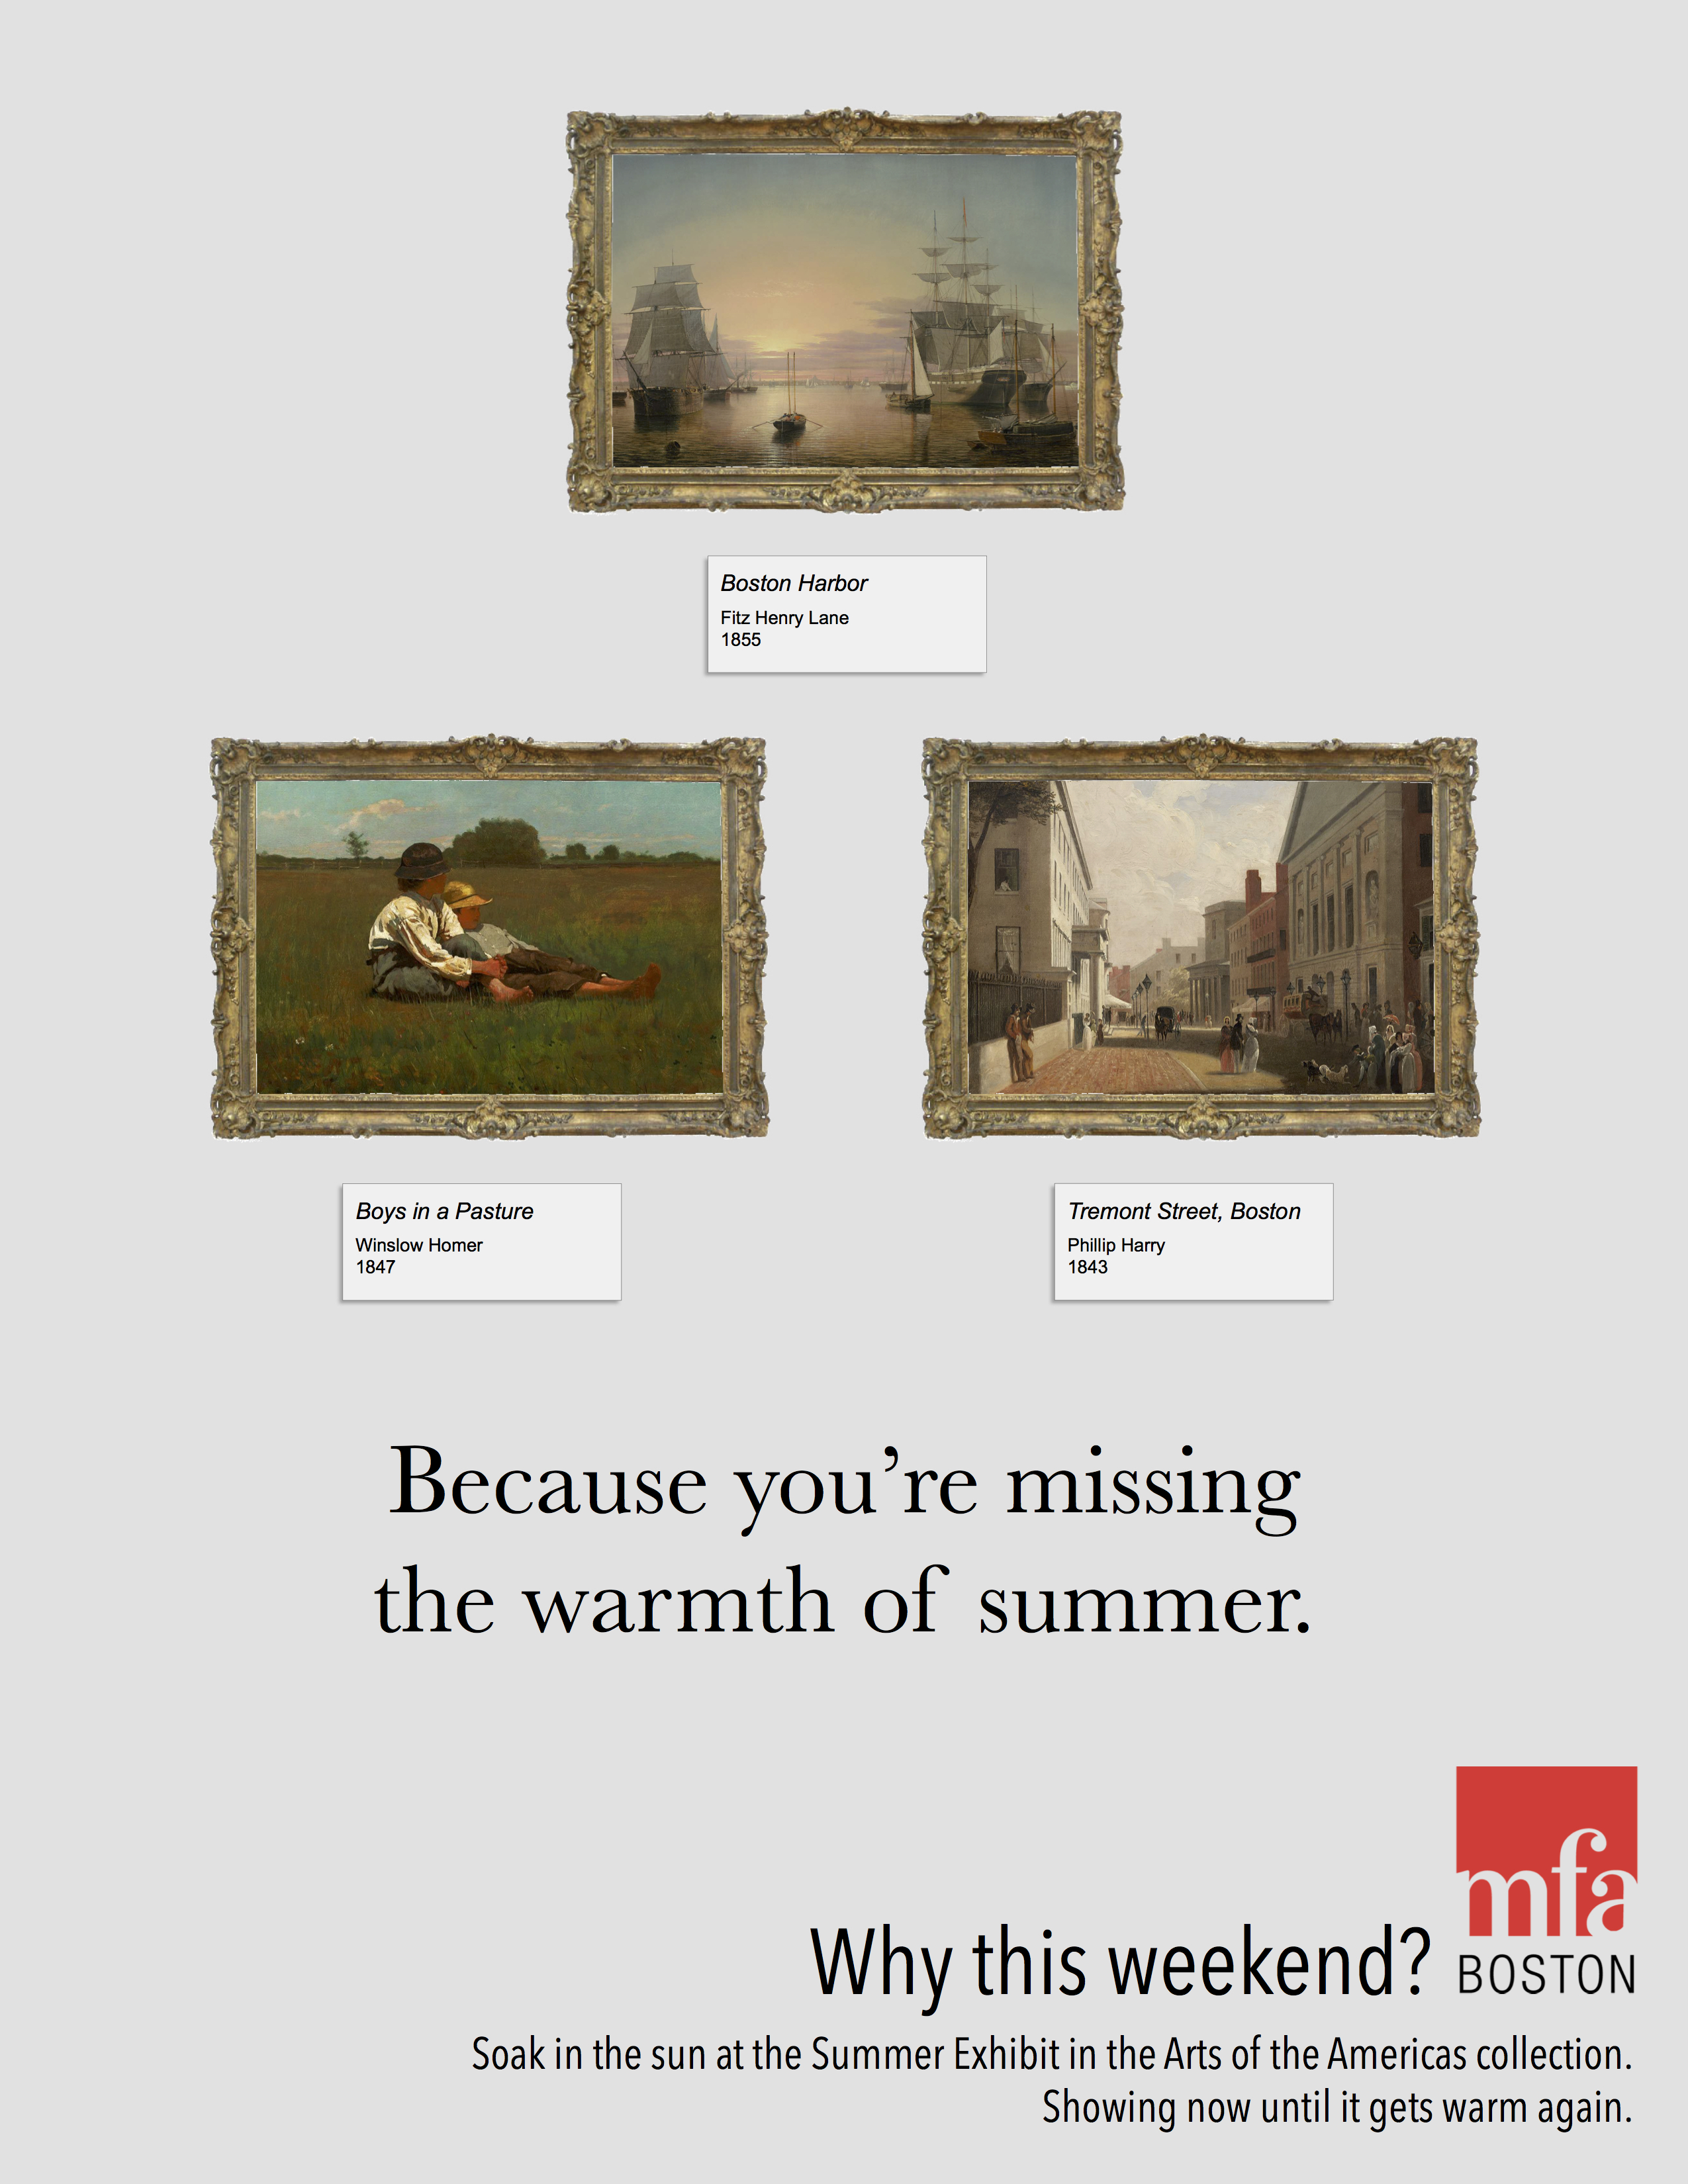 Boston Harbor
Fitz Henry Lane
1855
Boys in a Pasture
Winslow Homer
1847
Tremont Street, Boston
Phillip Harry
1843
Because you’re missing
the warmth of summer.
mfa
BOSTON
Why this weekend?
Soak in the sun at the Summer Exhibit in the Arts of the Americas collection.
Showing now until it gets warm again.